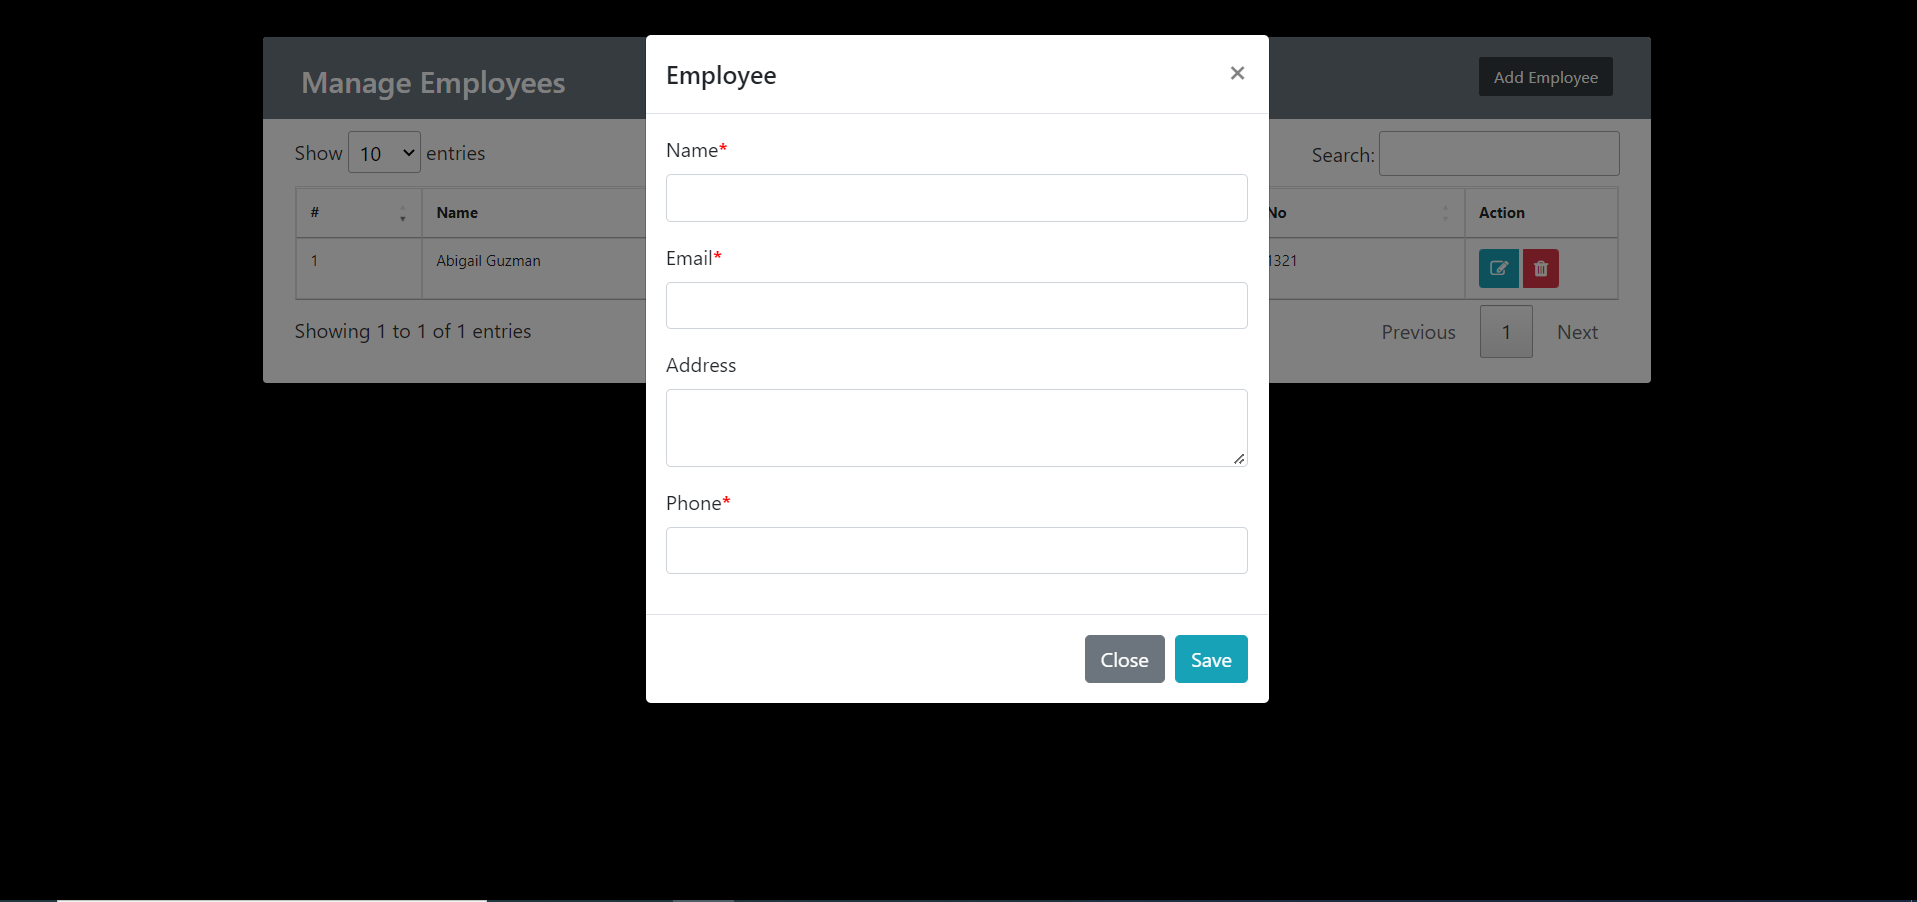 Manage Employees
Add Employee
Show 10 entries
Search:
# Name No Action
1 Abigail Guzman 1321
Showing 1 to 1 of 1 entries
Previous 1 Next
Employee ×
Name*
Email*
Address
Phone*
Close Save